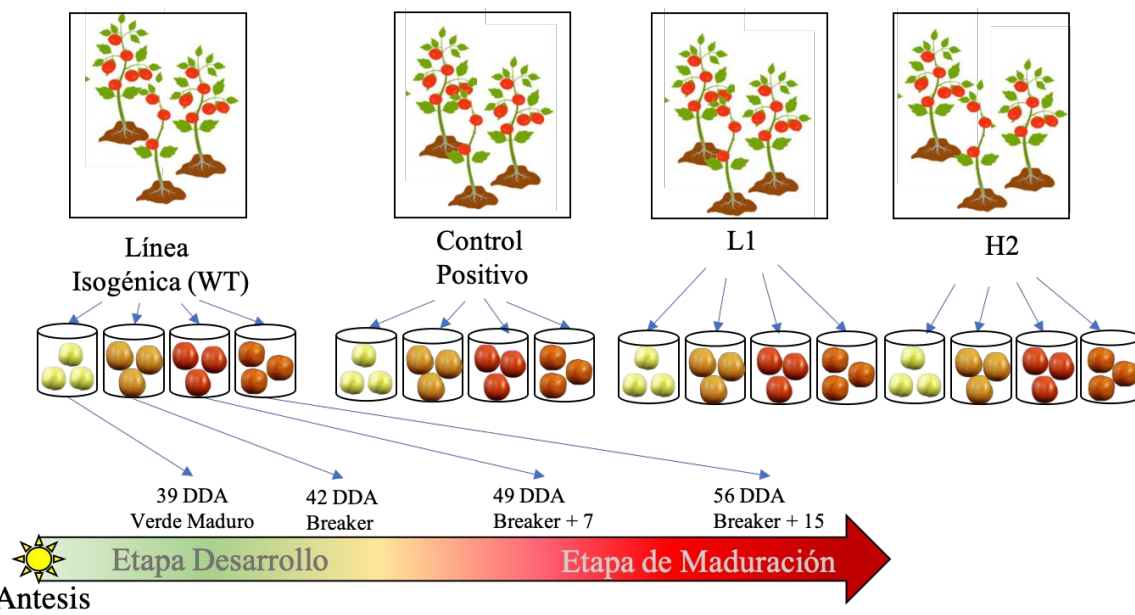 Línea
Isogénica (WT)
Control
Positivo
L1
H2
39 DDA
Verde Maduro
42 DDA
Breaker
49 DDA
Breaker + 7
56 DDA
Breaker + 15
Etapa Desarrollo
Etapa de Maduración
Antesis